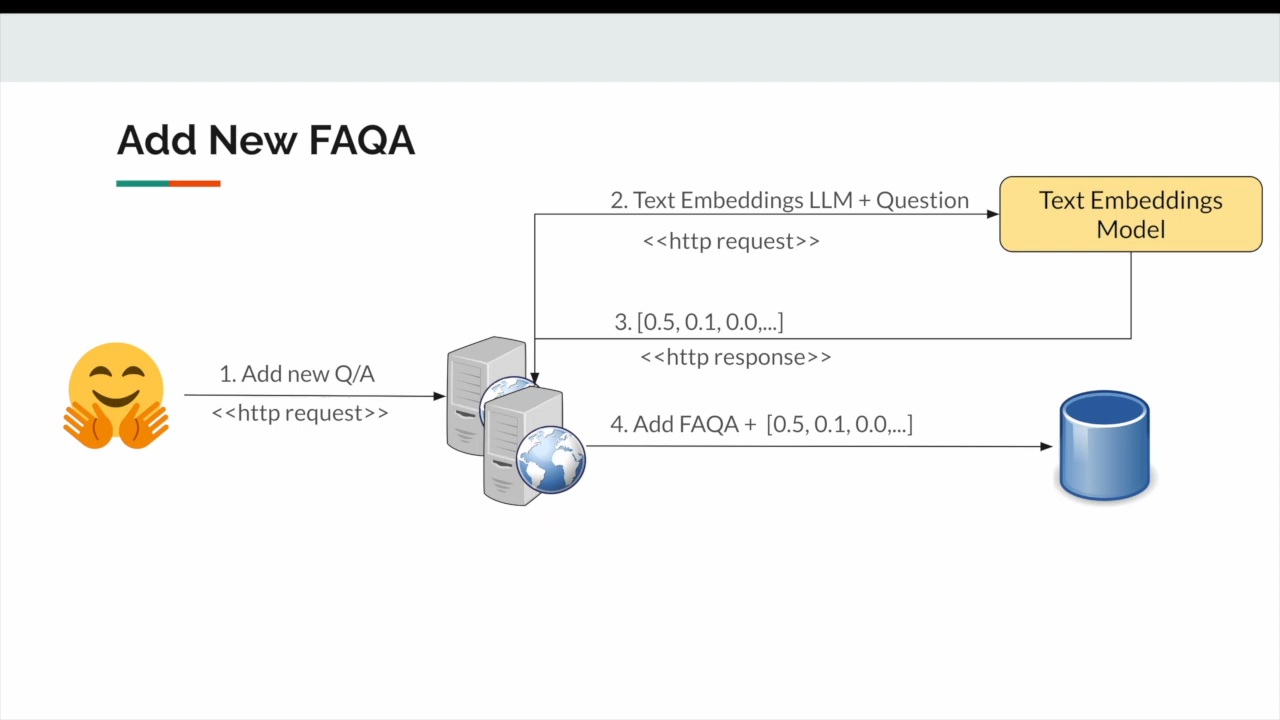 Add New FAQA
2. Text Embeddings LLM + Question
<<http request>>
Text Embeddings
Model
3. [0.5, 0.1, 0.0,...]
<<http response>>
1. Add new Q/A
<<http request>>
4. Add FAQA + [0.5, 0.1, 0.0,...]